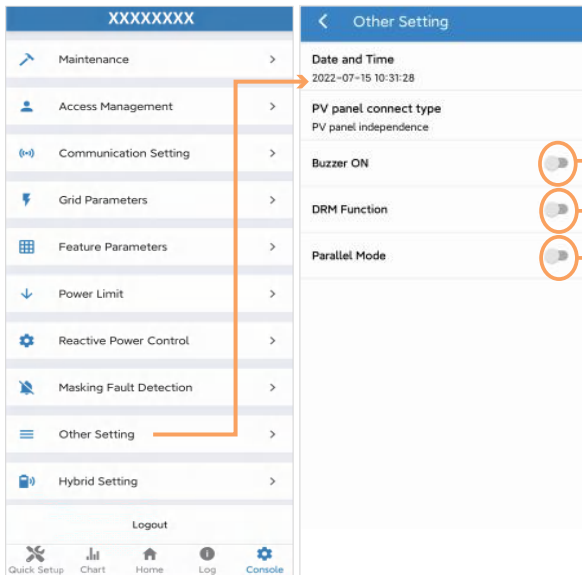 XXXXXXXX
Maintenance
Access Management
Communication Setting
Grid Parameters
Feature Parameters
Power Limit
Reactive Power Control
Masking Fault Detection
Other Setting
Hybrid Setting
Logout
Quick Setup Chart Home Log Console
Other Setting
Date and Time
2022-07-15 10:31:28
PV panel connect type
PV panel independence
Buzzer ON
DRM Function
Parallel Mode